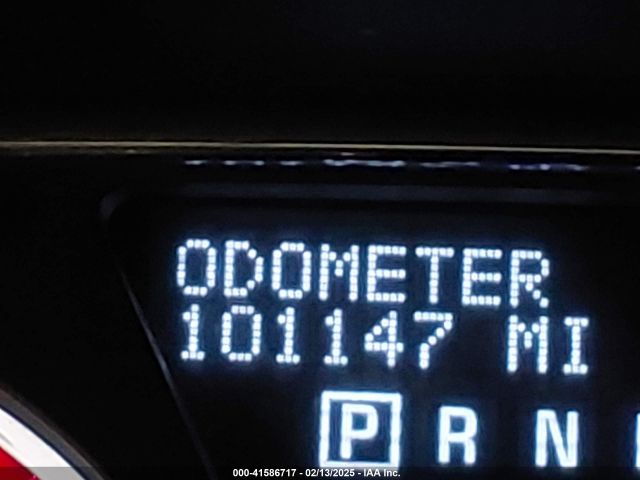 ODOMETER
101147 MI
P R N
000-41586717 - 02/13/2025 - IAA Inc.